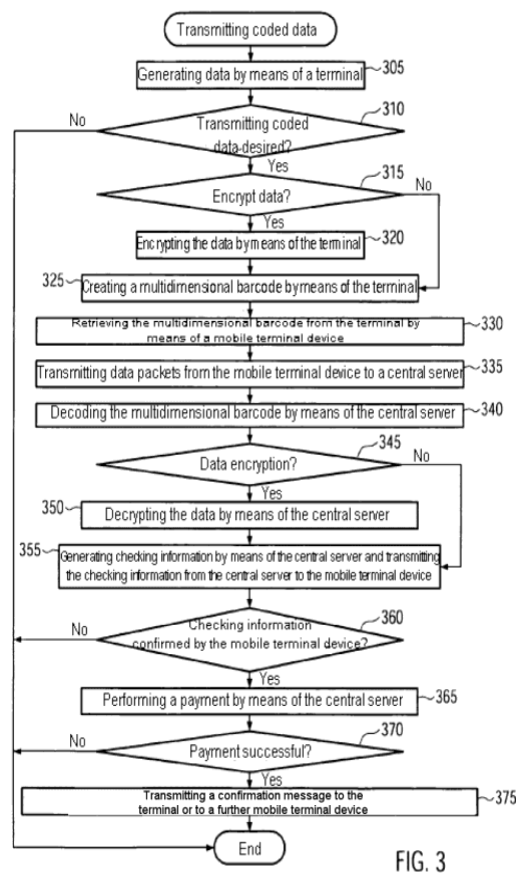 Transmitting coded data
Generating data by means of a terminal
305
310
No
Transmitting coded
data desired?
Yes
315
No
Encrypt data?
Yes
Encrypting the data by means of the terminal
320
325
Creating a multidimensional barcode by means of the terminal
Retrieving the multidimensional barcode from the terminal by
means of a mobile terminal device
330
Transmitting data packets from the mobile terminal device to a central server
335
Decoding the multidimensional barcode by means of the central server
340
345
Data encryption?
No
Yes
350
Decrypting the data by means of the central server
355
Generating checking information by means of the central server and transmitting
the checking information from the central server to the mobile terminal device
360
Checking information
No
confirmed by the mobile terminal device?
Yes
Performing a payment by means of the central server
365
370
No
Payment successful?
Yes
Transmitting a confirmation message to the
terminal or to a further mobile terminal device
375
End
FIG. 3